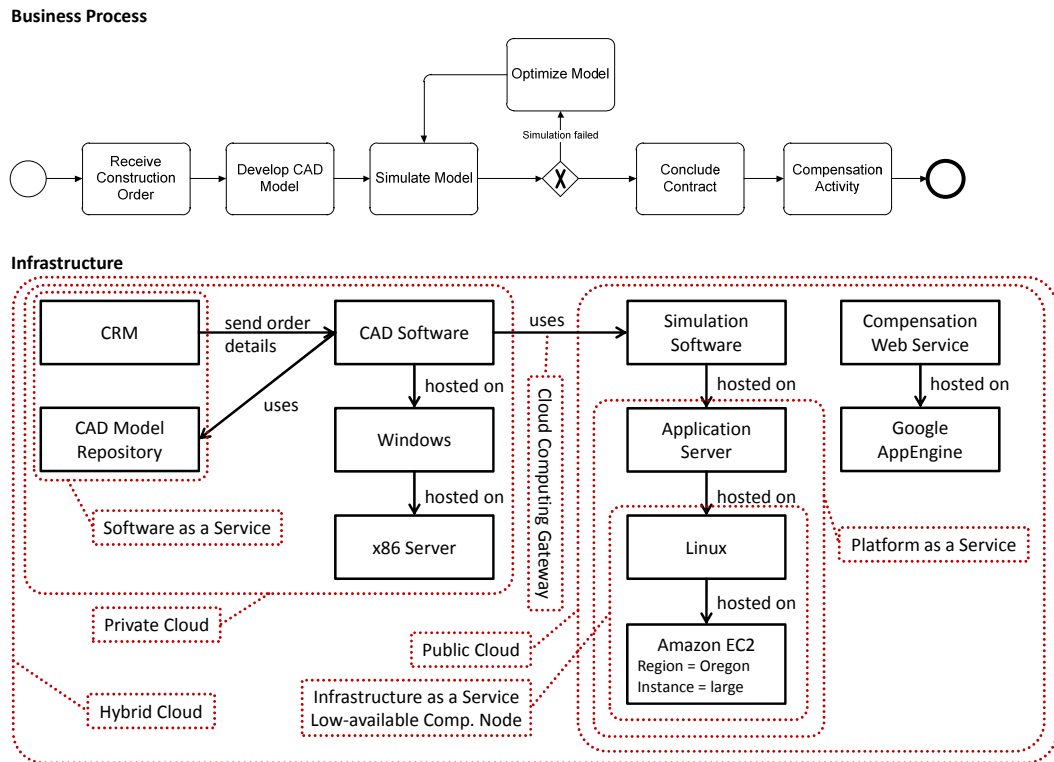 Business Process
Optimize Model
Simulation failed
Receive
Construction
Order
Develop CAD
Model
Simulate Model
X
Conclude
Contract
Compensation
Activity
Infrastructure
CRM
send order
details
CAD Software
uses
Simulation
Software
Compensation
Web Service
uses
hosted on
hosted on
hosted on
CAD Model
Repository
Windows
Cloud Computing
Gateway
Application
Server
Google
AppEngine
hosted on
hosted on
Software as a Service
x86 Server
Linux
Platform as a Service
hosted on
Private Cloud
Public Cloud
Amazon EC2
Region = Oregon
Instance = large
Infrastructure as a Service
Low-available Comp. Node
Hybrid Cloud